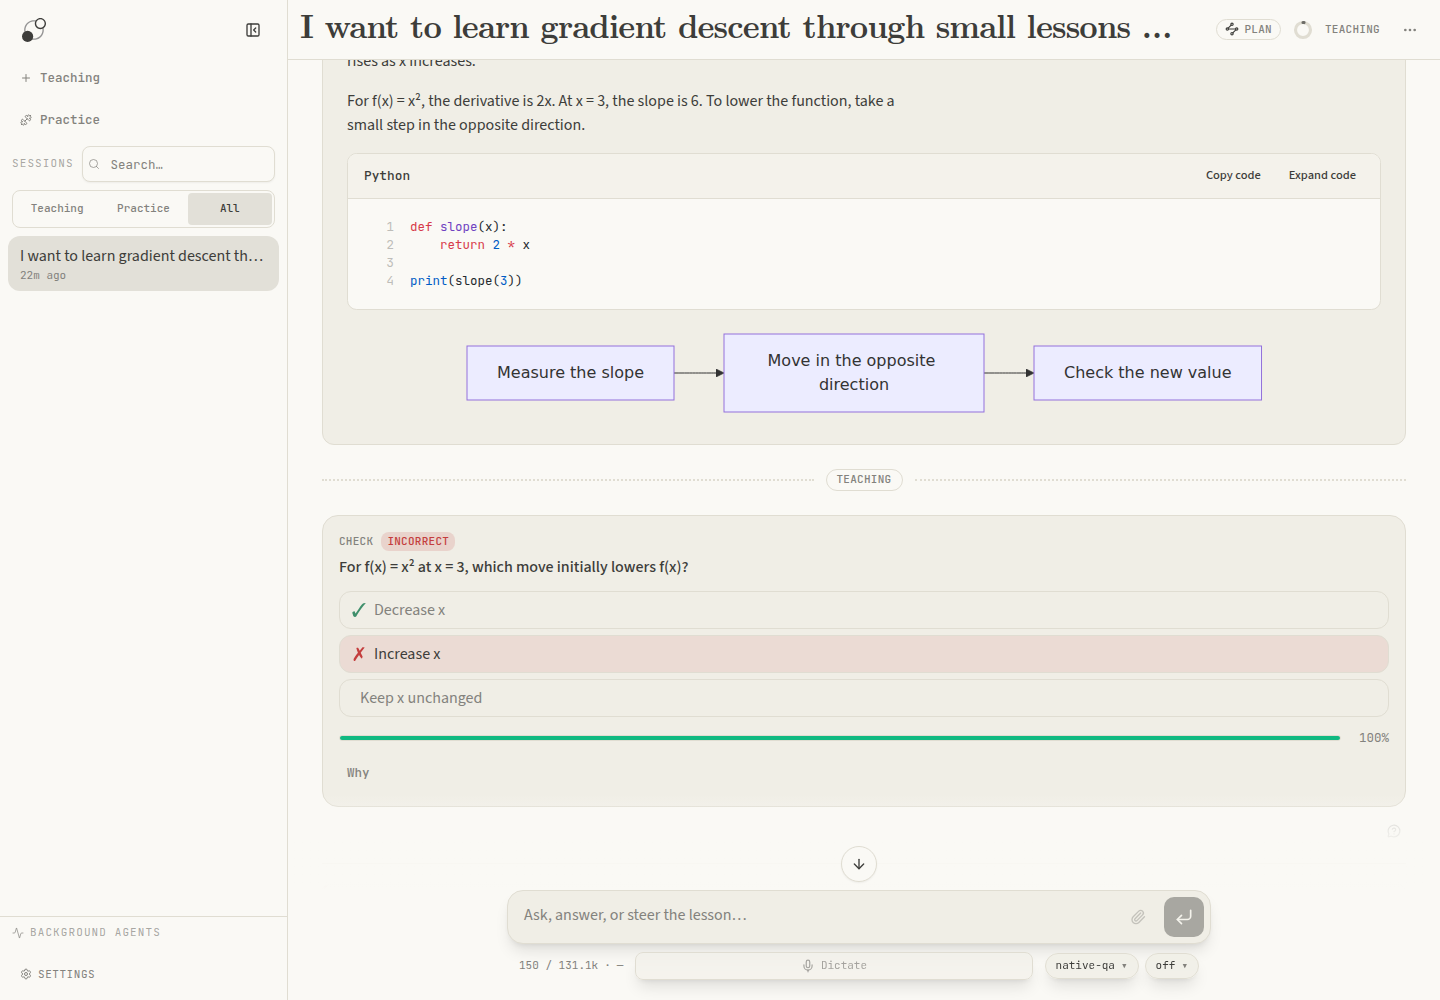 I want to learn gradient descent through small lessons ...
PLAN
TEACHING
Teaching
Practice
SESSIONS
Search…
Teaching
Practice
All
I want to learn gradient descent th…
22m ago
BACKGROUND AGENTS
SETTINGS
rises as x increases.
For f(x) = x², the derivative is 2x. At x = 3, the slope is 6. To lower the function, take a
small step in the opposite direction.
Python
Copy code
Expand code
1 def slope(x):
2     return 2 * x
3
4 print(slope(3))
Measure the slope
Move in the opposite
direction
Check the new value
TEACHING
CHECK INCORRECT
For f(x) = x² at x = 3, which move initially lowers f(x)?
✓ Decrease x
✗ Increase x
Keep x unchanged
100%
Why
Ask, answer, or steer the lesson…
150 / 131.1k · —
Dictate
native-qa ▾
off ▾